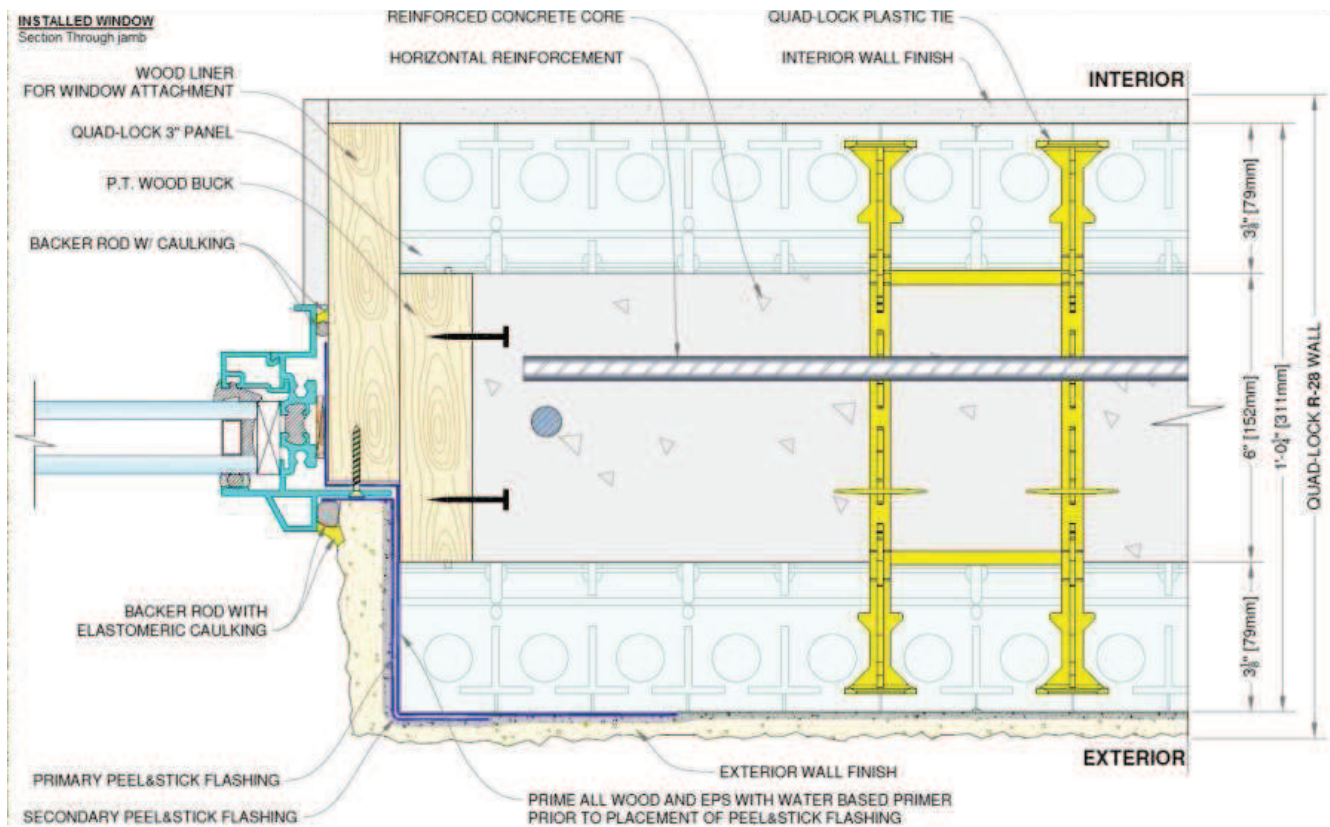 INSTALLED WINDOW
Section Through jamb
REINFORCED CONCRETE CORE
QUAD-LOCK PLASTIC TIE
HORIZONTAL REINFORCEMENT
INTERIOR WALL FINISH
WOOD LINER
FOR WINDOW ATTACHMENT
INTERIOR
QUAD-LOCK 3" PANEL
P.T. WOOD BUCK
BACKER ROD W/ CAULKING
3⅛" [79mm]
6" [152mm]
3⅛" [79mm]
1'-0¼" [311mm]
QUAD-LOCK R-28 WALL
BACKER ROD WITH
ELASTOMERIC CAULKING
EXTERIOR
PRIMARY PEEL&STICK FLASHING
EXTERIOR WALL FINISH
SECONDARY PEEL&STICK FLASHING
PRIME ALL WOOD AND EPS WITH WATER BASED PRIMER
PRIOR TO PLACEMENT OF PEEL&STICK FLASHING